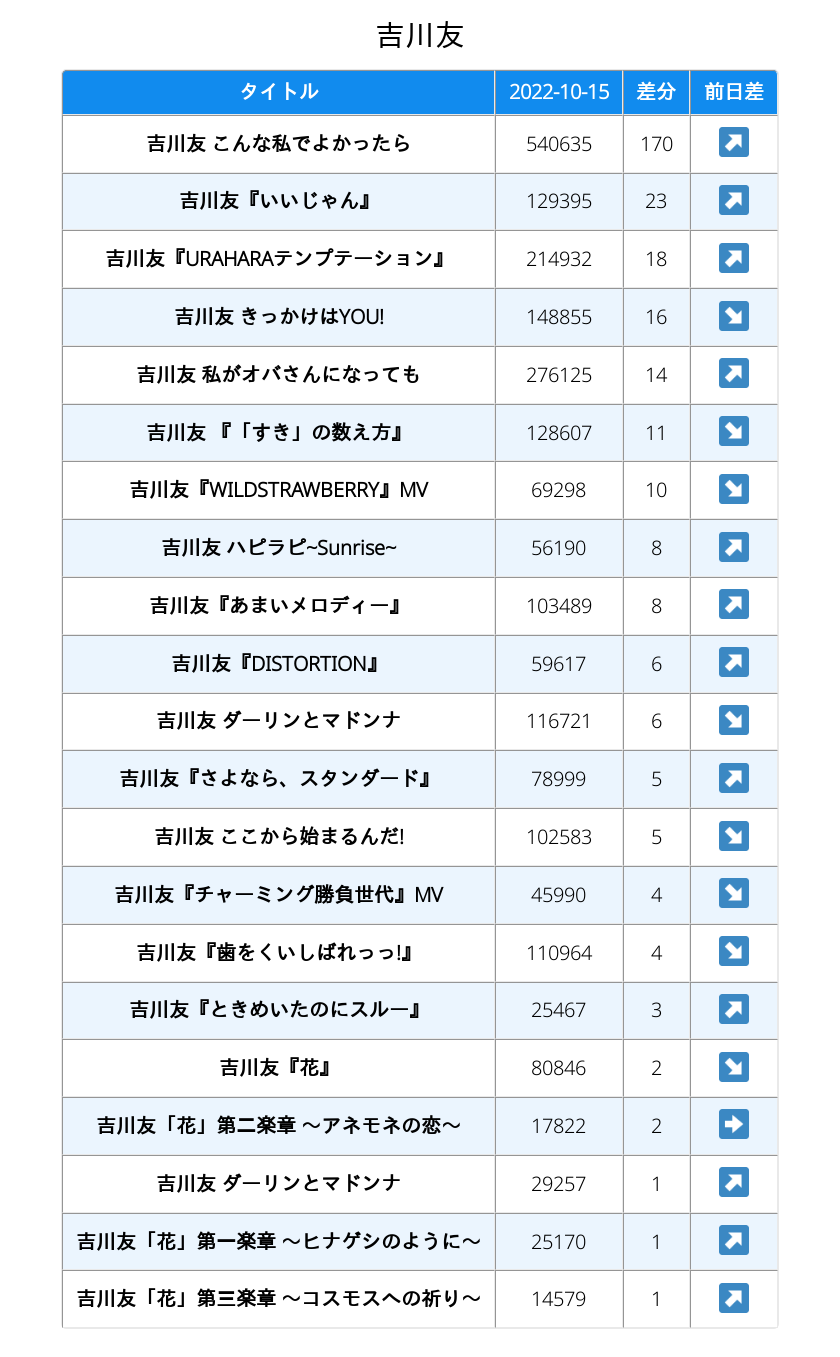 吉川友
タイトル 2022-10-15 差分 前日差
吉川友 こんな私でよかったら 540635 170 ↗
吉川友『いいじゃん』 129395 23 ↗
吉川友『URAHARAテンプテーション』 214932 18 ↗
吉川友 きっかけはYOU! 148855 16 ↘
吉川友 私がオバさんになっても 276125 14 ↗
吉川友 『「すき」の数え方』 128607 11 ↘
吉川友『WILDSTRAWBERRY』MV 69298 10 ↘
吉川友 ハピラピ~Sunrise~ 56190 8 ↗
吉川友『あまいメロディー』 103489 8 ↗
吉川友『DISTORTION』 59617 6 ↗
吉川友 ダーリンとマドンナ 116721 6 ↘
吉川友『さよなら、スタンダード』 78999 5 ↗
吉川友 ここから始まるんだ! 102583 5 ↘
吉川友『チャーミング勝負世代』MV 45990 4 ↘
吉川友『歯をくいしばれっっ!』 110964 4 ↘
吉川友『ときめいたのにスルー』 25467 3 ↗
吉川友『花』 80846 2 ↘
吉川友「花」第二楽章 ～アネモネの恋～ 17822 2 →
吉川友 ダーリンとマドンナ 29257 1 ↗
吉川友「花」第一楽章 ～ヒナゲシのように～ 25170 1 ↗
吉川友「花」第三楽章 ～コスモスへの祈り～ 14579 1 ↗